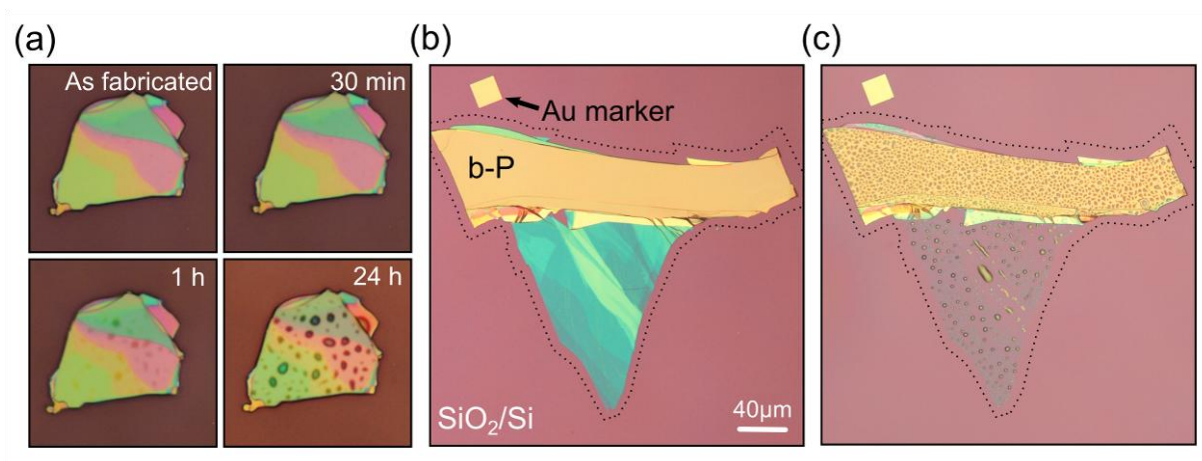 (a)
As fabricated
30 min
1 h
24 h
(b)
Au marker
b-P
SiO₂/Si
40μm
(c)